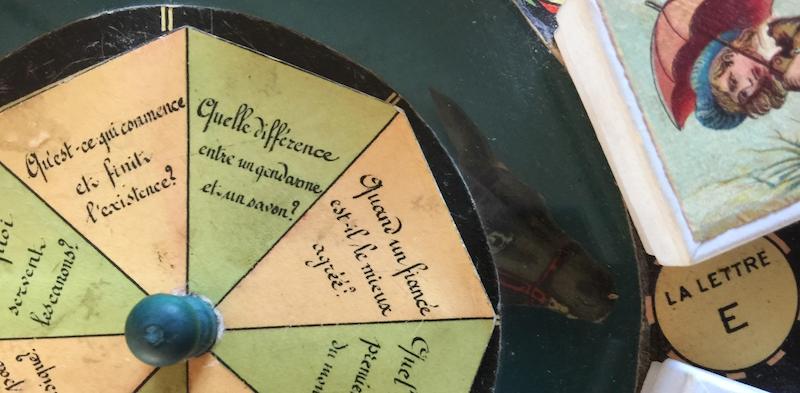 Qu'est-ce qui commence
et finit
l'existence?
Quelle différence
entre un gendarme
et un savon?
Quand un fiancé
est-il le mieux
agréé?
servent
les canons?
du
LA LETTRE
E